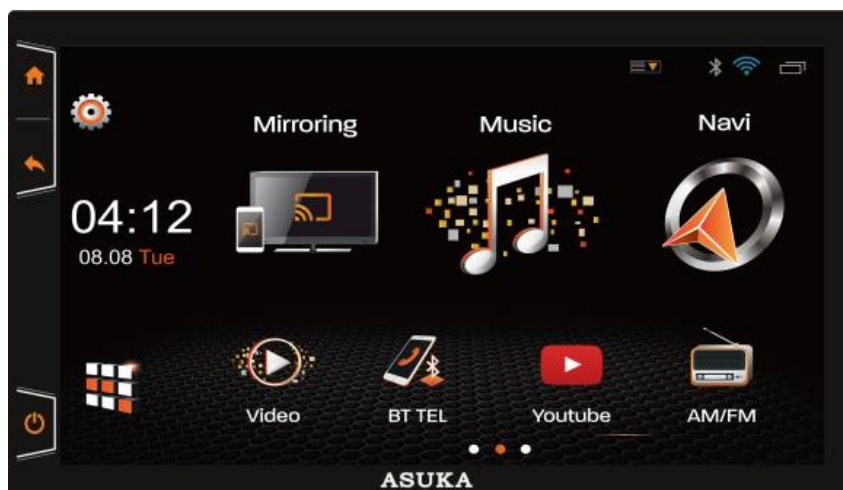 Mirroring
Music
Navi
04:12
08.08 Tue
Video
BT TEL
Youtube
AM/FM
ASUKA